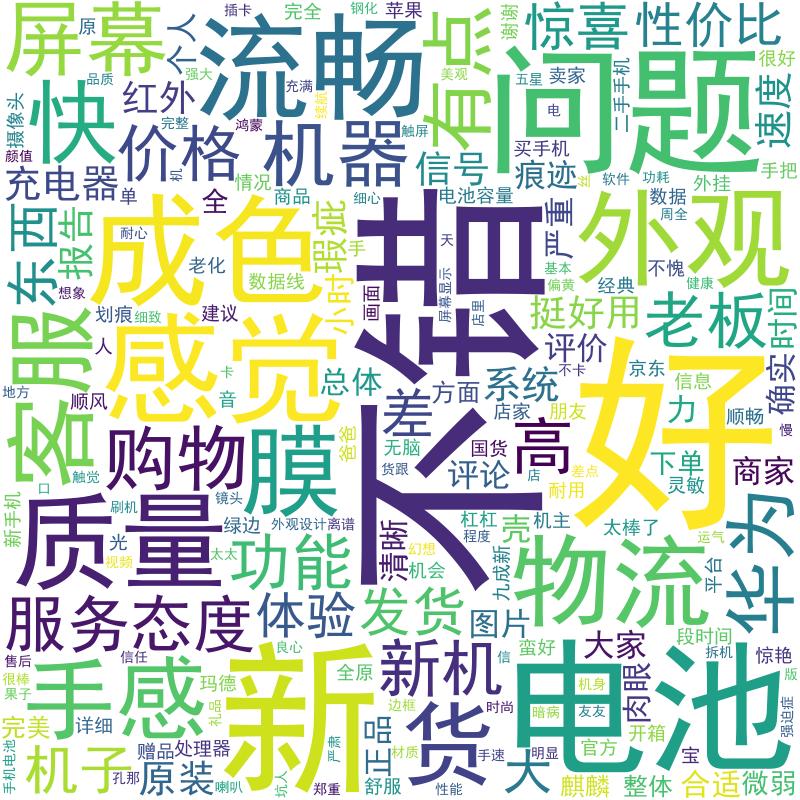 屏幕
原
个人
插卡
完全
钢化
苹果
谢谢
惊喜
性价比
流畅
有点
美观
五星
卖家
二手手机
很好
速度
问题
摄像头
品质
强大
充满
续航
快
红外
完整
鸿蒙
触屏
买手机
电
颜值
价格
机器
信号
痕迹
丝
软件
功耗
手把
充电器
单
机
情况
商品
细心
电池容量
数据
外挂
周全
全
东西
报告
耐心
成色
瑕疵
手
天
严重
外观
老化
数据线
画面
屏幕显示
店里
基本
偏黄
经典
不愧
健康
想象
划痕
细致
建议
小时
不错
挺好用
老板
时间
客服
人
感觉
卡
音
总体
差
方面
系统
评价
不卡
京东
信息
确实
地方
顺风
爸爸
店家
朋友
力
顺畅
好
慢
购物
膜
无脑
国货
高
差点
下单
商家
触觉
货跟
评论
店
耐用
灵敏
新手机
口
刷机
镜头
质量
绿边
外观设计离谱
清晰
杠杠
程度
壳
机主
太棒了
运气
华为
光
视频
太太
功能
幻想
机会
九成新
物流
平台
服务态度
体验
发货
图片
蛮好
大家
段时间
拆机
惊艳
售后
信任
良心
新机
信
很棒
果子
手感
玛德
礼品
新
全原
边框
时尚
货
电池
机身
暗病
友友
肉眼
版
强迫症
完美
详细
严肃
正品
材质
手速
明显
官方
开箱
手机电池
机子
赠品
处理器
孔那
原装
喇叭
坑人
郑重
舒服
性能
大
宝
麒麟
整体
合适
微弱